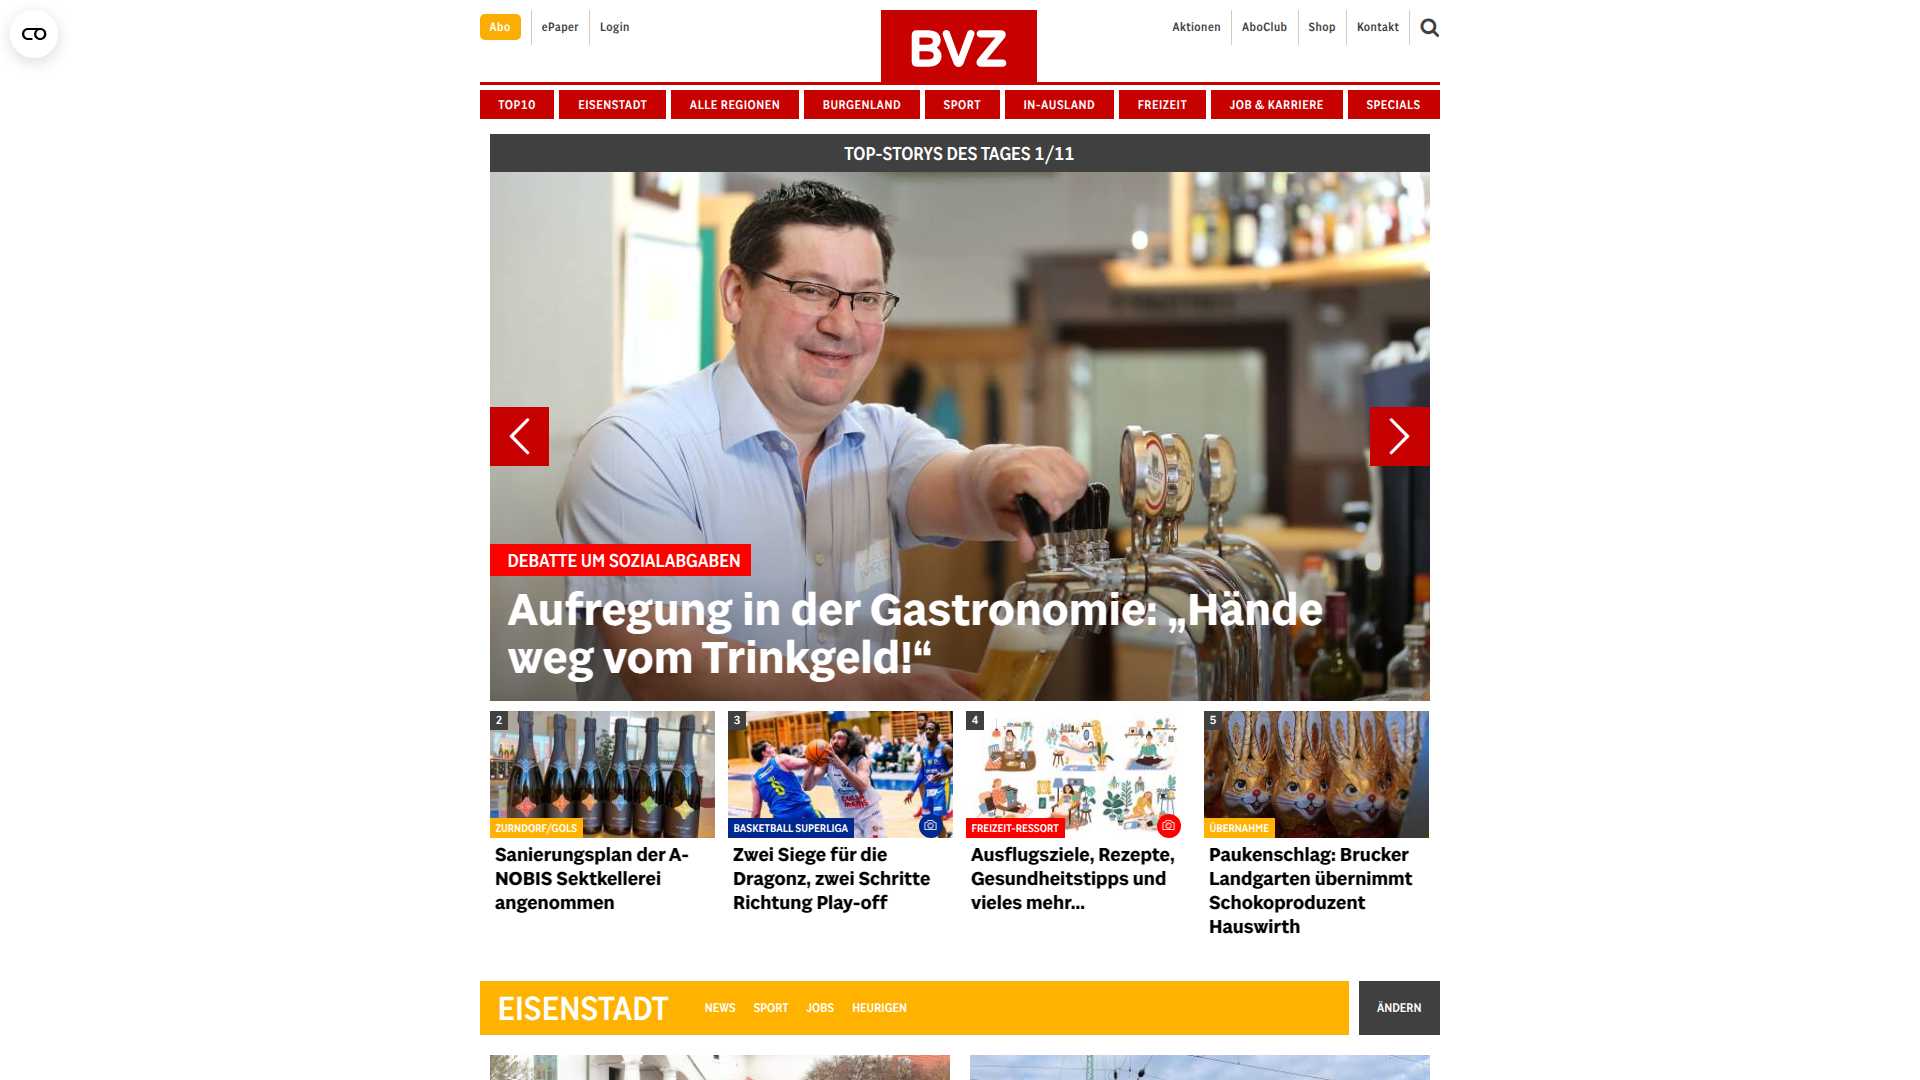 Abo
ePaper
Login
BVZ
Aktionen
AboClub
Shop
Kontakt
TOP10
EISENSTADT
ALLE REGIONEN
BURGENLAND
SPORT
IN-AUSLAND
FREIZEIT
JOB & KARRIERE
SPECIALS
TOP-STORYS DES TAGES 1/11
DEBATTE UM SOZIALABGABEN
Aufregung in der Gastronomie: „Hände
weg vom Trinkgeld!“
2
ZURNDORF/GOLS
Sanierungsplan der A-
NOBIS Sektkellerei
angenommen
3
BASKETBALL SUPERLIGA
Zwei Siege für die
Dragonz, zwei Schritte
Richtung Play-off
4
FREIZEIT-RESSORT
Ausflugsziele, Rezepte,
Gesundheitstipps und
vieles mehr...
5
ÜBERNAHME
Paukenschlag: Brucker
Landgarten übernimmt
Schokoproduzent
Hauswirth
EISENSTADT
NEWS
SPORT
JOBS
HEURIGEN
ÄNDERN